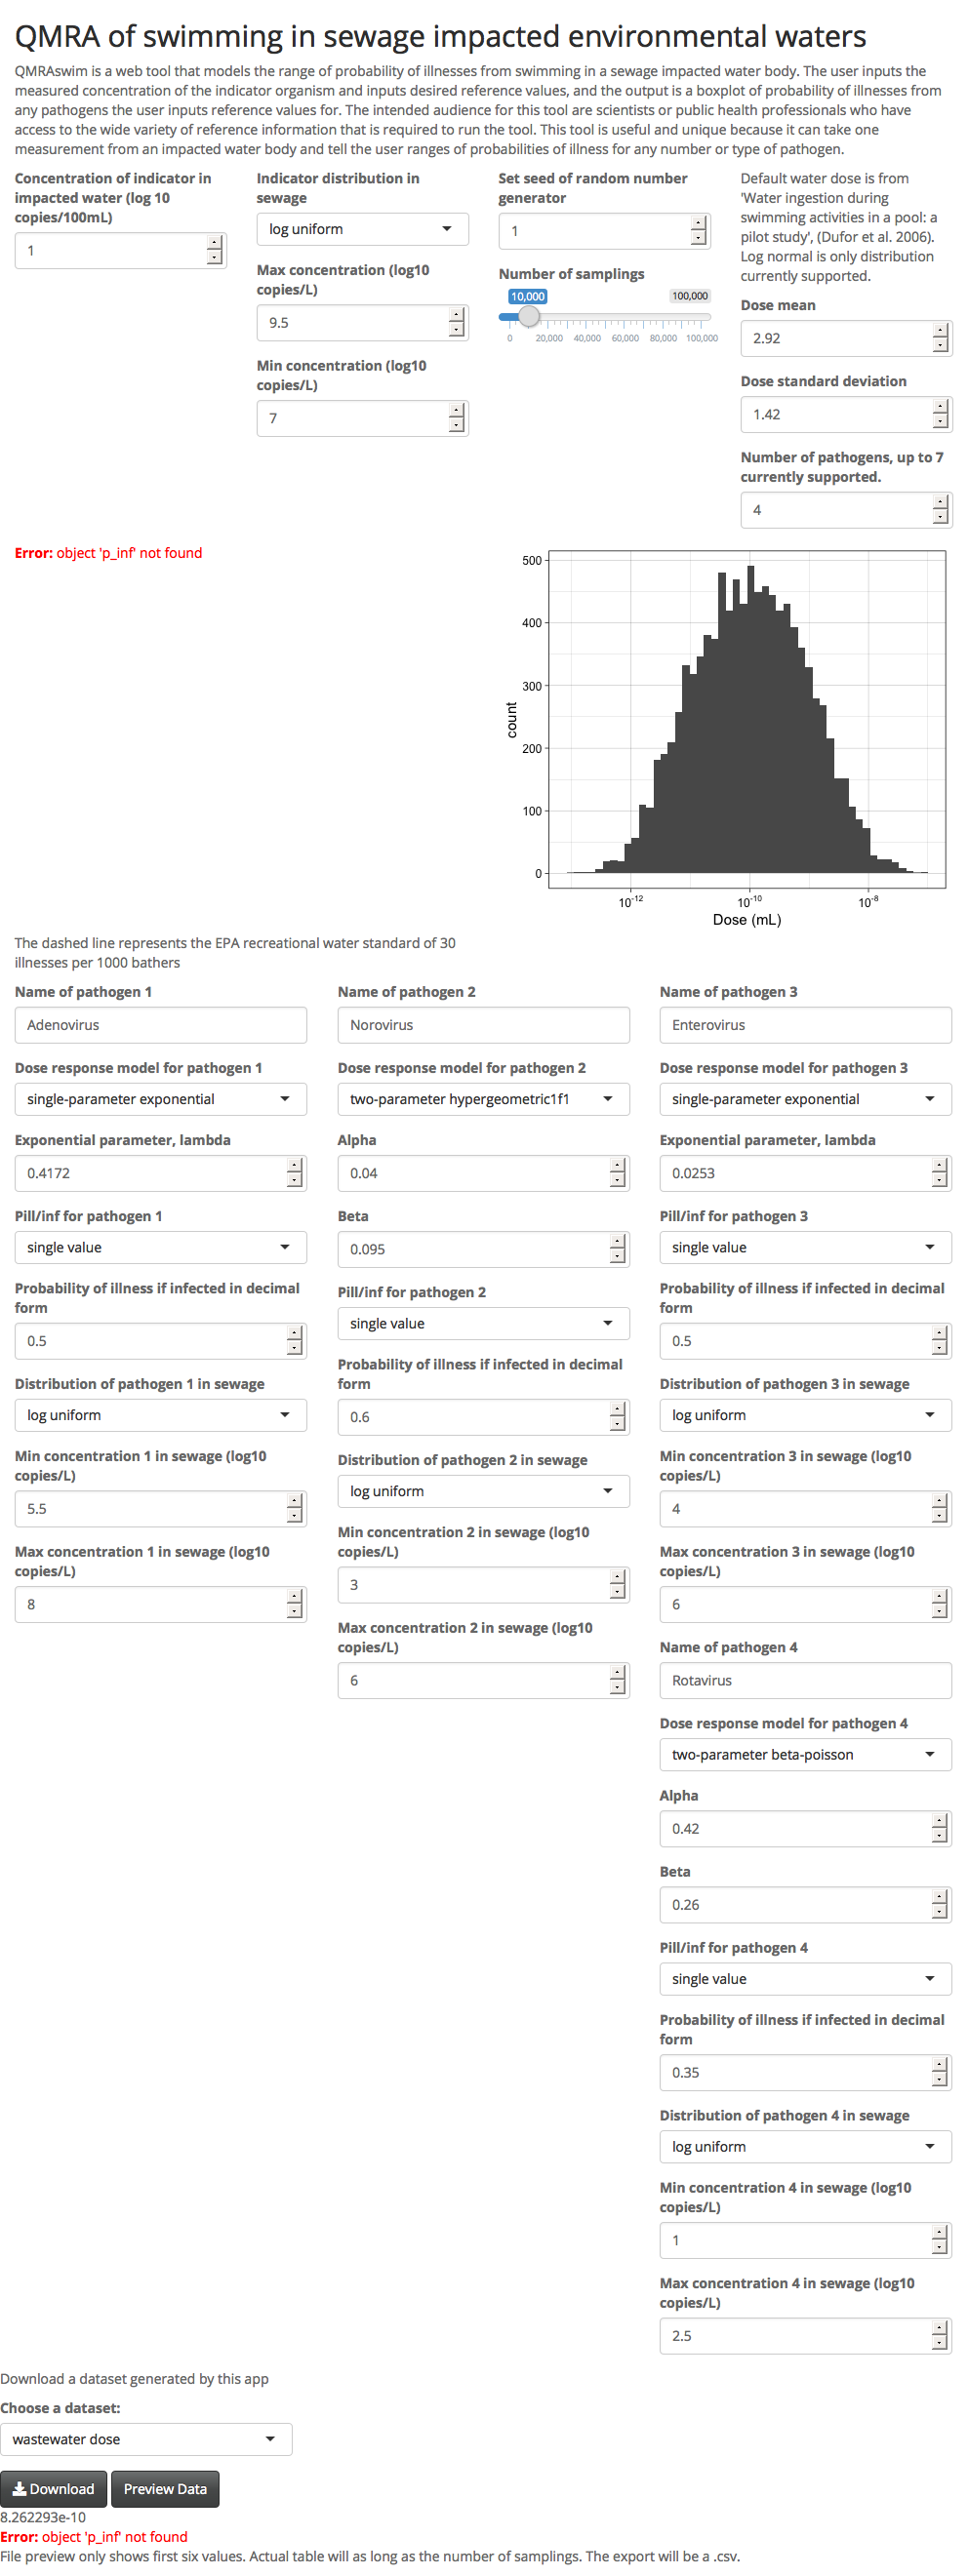 QMRA of swimming in sewage impacted environmental waters
QMRAswim is a web tool that models the range of probability of illnesses from swimming in a sewage impacted water body. The user inputs the
measured concentration of the indicator organism and inputs desired reference values, and the output is a boxplot of probability of illnesses from
any pathogens the user inputs reference values for. The intended audience for this tool are scientists or public health professionals who have
access to the wide variety of reference information that is required to run the tool. This tool is useful and unique because it can take one
measurement from an impacted water body and tell the user ranges of probabilities of illness for any number or type of pathogen.
Concentration of indicator in
impacted water (log 10
copies/100mL)
1
Indicator distribution in
sewage
log uniform
Max concentration (log10
copies/L)
9.5
Min concentration (log10
copies/L)
7
Set seed of random number
generator
1
Number of samplings
10,000
100,000
0 20,000 40,000 60,000 80,000 100,000
Default water dose is from
'Water ingestion during
swimming activities in a pool: a
pilot study', (Dufor et al. 2006).
Log normal is only distribution
currently supported.
Dose mean
2.92
Dose standard deviation
1.42
Number of pathogens, up to 7
currently supported.
4
Error: object 'p_inf' not found
500
400
300
200
100
0
count
10-12 10-10 10-8
Dose (mL)
The dashed line represents the EPA recreational water standard of 30
illnesses per 1000 bathers
Name of pathogen 1
Adenovirus
Dose response model for pathogen 1
single-parameter exponential
Exponential parameter, lambda
0.4172
Pill/inf for pathogen 1
single value
Probability of illness if infected in decimal
form
0.5
Distribution of pathogen 1 in sewage
log uniform
Min concentration 1 in sewage (log10
copies/L)
5.5
Max concentration 1 in sewage (log10
copies/L)
8
Name of pathogen 2
Norovirus
Dose response model for pathogen 2
two-parameter hypergeometric1f1
Alpha
0.04
Beta
0.095
Pill/inf for pathogen 2
single value
Probability of illness if infected in decimal
form
0.6
Distribution of pathogen 2 in sewage
log uniform
Min concentration 2 in sewage (log10
copies/L)
3
Max concentration 2 in sewage (log10
copies/L)
6
Name of pathogen 3
Enterovirus
Dose response model for pathogen 3
single-parameter exponential
Exponential parameter, lambda
0.0253
Pill/inf for pathogen 3
single value
Probability of illness if infected in decimal
form
0.5
Distribution of pathogen 3 in sewage
log uniform
Min concentration 3 in sewage (log10
copies/L)
4
Max concentration 3 in sewage (log10
copies/L)
6
Name of pathogen 4
Rotavirus
Dose response model for pathogen 4
two-parameter beta-poisson
Alpha
0.42
Beta
0.26
Pill/inf for pathogen 4
single value
Probability of illness if infected in decimal
form
0.35
Distribution of pathogen 4 in sewage
log uniform
Min concentration 4 in sewage (log10
copies/L)
1
Max concentration 4 in sewage (log10
copies/L)
2.5
Download a dataset generated by this app
Choose a dataset:
wastewater dose
Download Preview Data
8.262293e-10
Error: object 'p_inf' not found
File preview only shows first six values. Actual table will as long as the number of samplings. The export will be a .csv.